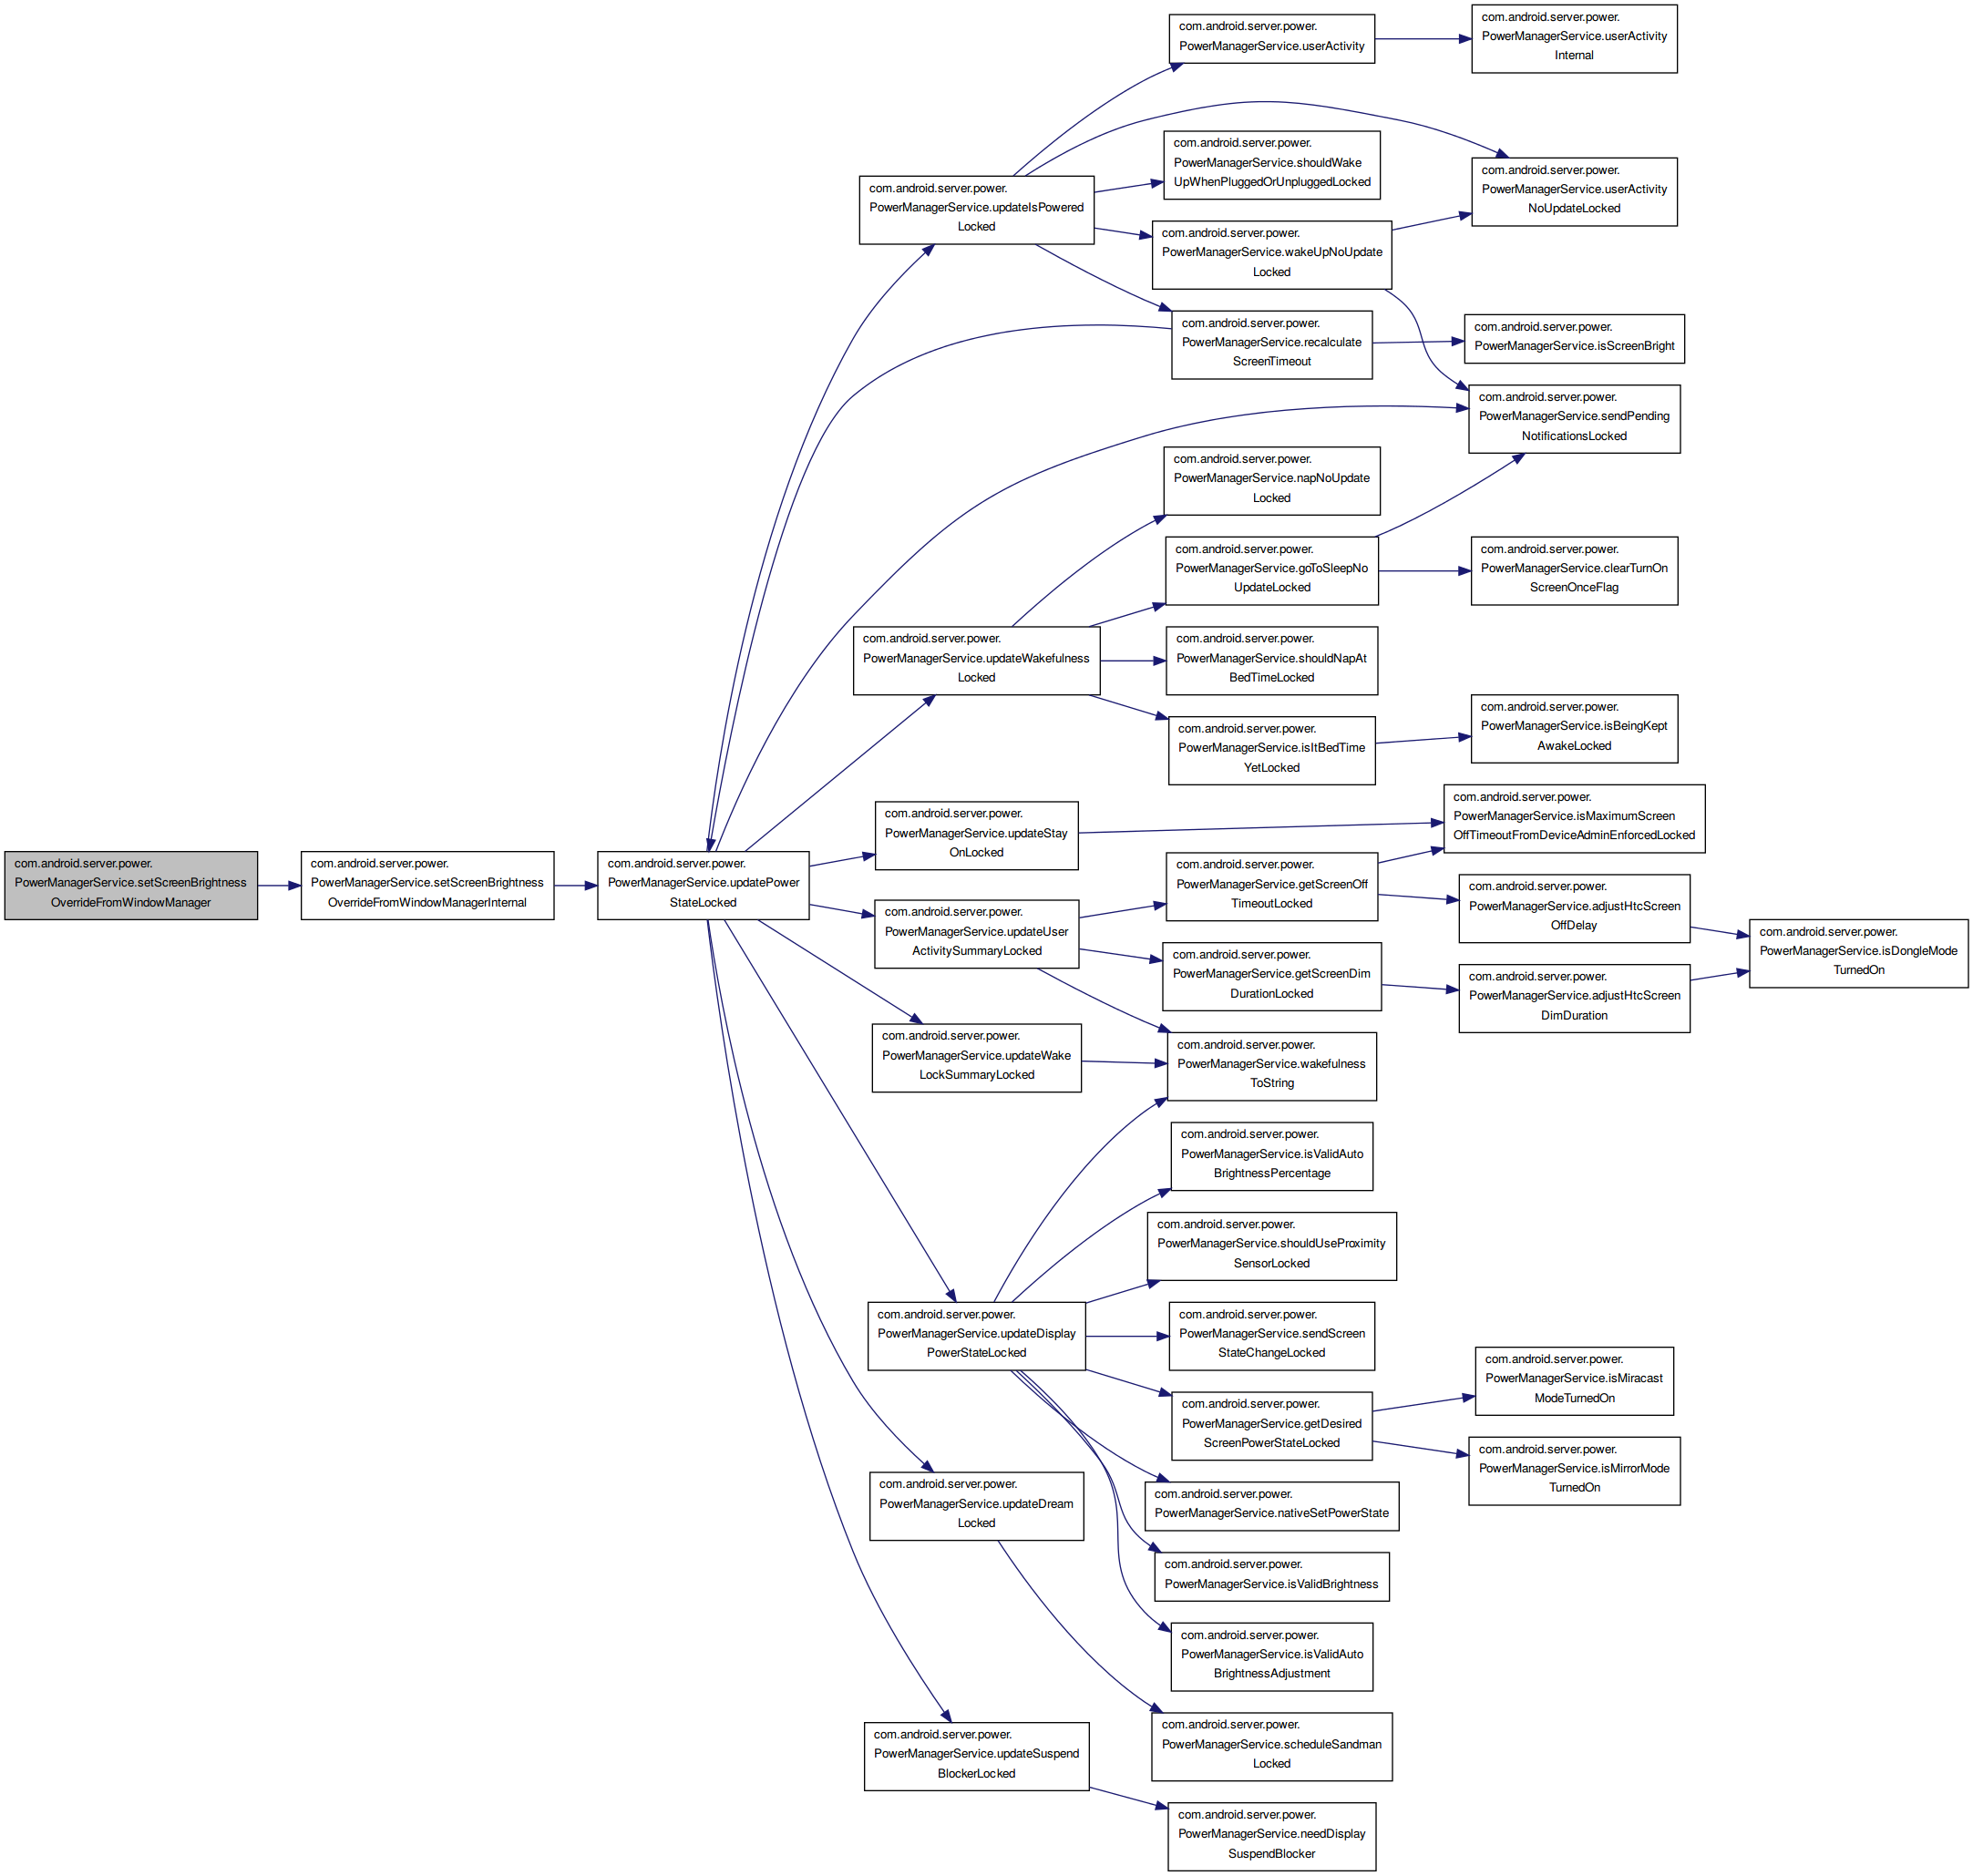 com.android.server.power.
PowerManagerService.setScreenBrightness
OverrideFromWindowManager
com.android.server.power.
PowerManagerService.setScreenBrightness
OverrideFromWindowManagerInternal
com.android.server.power.
PowerManagerService.updatePower
StateLocked
com.android.server.power.
PowerManagerService.updateIsPowered
Locked
com.android.server.power.
PowerManagerService.updateWakefulness
Locked
com.android.server.power.
PowerManagerService.updateStay
OnLocked
com.android.server.power.
PowerManagerService.updateUser
ActivitySummaryLocked
com.android.server.power.
PowerManagerService.updateWake
LockSummaryLocked
com.android.server.power.
PowerManagerService.updateDisplay
PowerStateLocked
com.android.server.power.
PowerManagerService.updateDream
Locked
com.android.server.power.
PowerManagerService.updateSuspend
BlockerLocked
com.android.server.power.
PowerManagerService.userActivity
com.android.server.power.
PowerManagerService.shouldWake
UpWhenPluggedOrUnpluggedLocked
com.android.server.power.
PowerManagerService.wakeUpNoUpdate
Locked
com.android.server.power.
PowerManagerService.recalculate
ScreenTimeout
com.android.server.power.
PowerManagerService.napNoUpdate
Locked
com.android.server.power.
PowerManagerService.goToSleepNo
UpdateLocked
com.android.server.power.
PowerManagerService.shouldNapAt
BedTimeLocked
com.android.server.power.
PowerManagerService.isItBedTime
YetLocked
com.android.server.power.
PowerManagerService.getScreenOff
TimeoutLocked
com.android.server.power.
PowerManagerService.getScreenDim
DurationLocked
com.android.server.power.
PowerManagerService.wakefulness
ToString
com.android.server.power.
PowerManagerService.isValidAuto
BrightnessPercentage
com.android.server.power.
PowerManagerService.shouldUseProximity
SensorLocked
com.android.server.power.
PowerManagerService.sendScreen
StateChangeLocked
com.android.server.power.
PowerManagerService.getDesired
ScreenPowerStateLocked
com.android.server.power.
PowerManagerService.nativeSetPowerState
com.android.server.power.
PowerManagerService.isValidBrightness
com.android.server.power.
PowerManagerService.isValidAuto
BrightnessAdjustment
com.android.server.power.
PowerManagerService.scheduleSandman
Locked
com.android.server.power.
PowerManagerService.needDisplay
SuspendBlocker
com.android.server.power.
PowerManagerService.userActivity
Internal
com.android.server.power.
PowerManagerService.userActivity
NoUpdateLocked
com.android.server.power.
PowerManagerService.isScreenBright
com.android.server.power.
PowerManagerService.sendPending
NotificationsLocked
com.android.server.power.
PowerManagerService.clearTurnOn
ScreenOnceFlag
com.android.server.power.
PowerManagerService.isBeingKept
AwakeLocked
com.android.server.power.
PowerManagerService.isMaximumScreen
OffTimeoutFromDeviceAdminEnforcedLocked
com.android.server.power.
PowerManagerService.adjustHtcScreen
OffDelay
com.android.server.power.
PowerManagerService.adjustHtcScreen
DimDuration
com.android.server.power.
PowerManagerService.isMiracast
ModeTurnedOn
com.android.server.power.
PowerManagerService.isMirrorMode
TurnedOn
com.android.server.power.
PowerManagerService.isDongleMode
TurnedOn